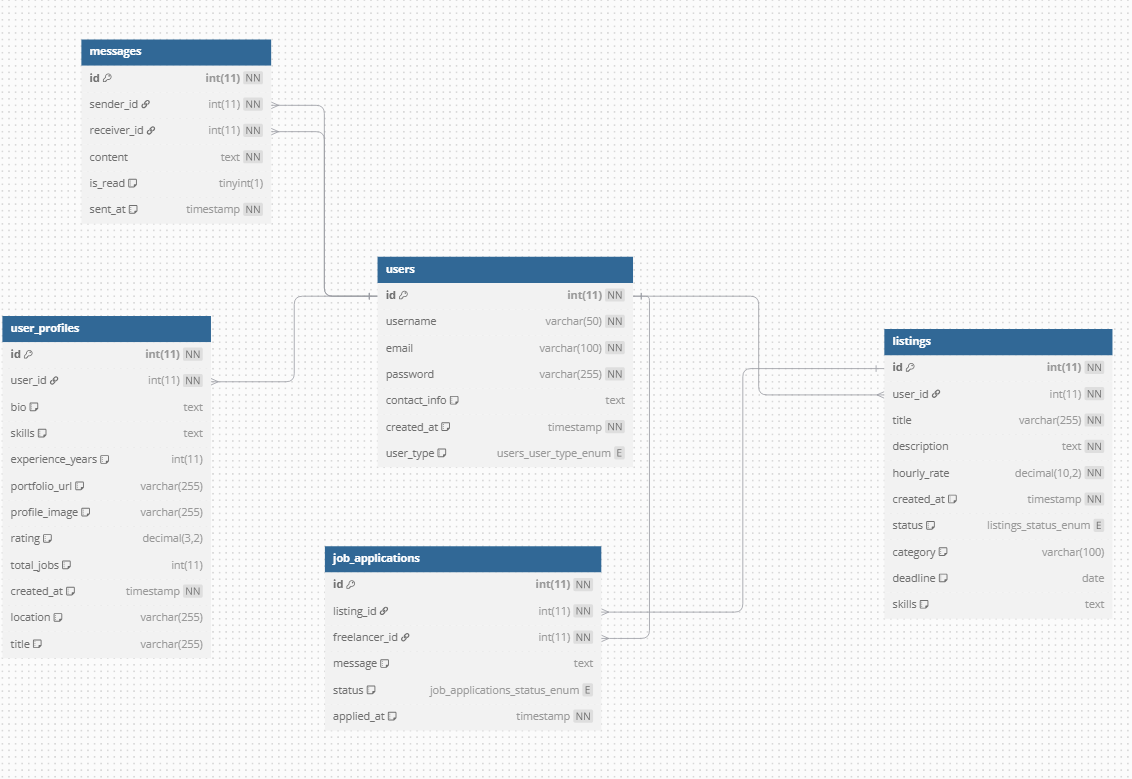 messages
id int(11) NN
sender_id int(11) NN
receiver_id int(11) NN
content text NN
is_read tinyint(1)
sent_at timestamp NN
users
id int(11) NN
username varchar(50) NN
email varchar(100) NN
password varchar(255) NN
contact_info text
created_at timestamp NN
user_type users_user_type_enum E
user_profiles
id int(11) NN
user_id int(11) NN
bio text
skills text
experience_years int(11)
portfolio_url varchar(255)
profile_image varchar(255)
rating decimal(3,2)
total_jobs int(11)
created_at timestamp NN
location varchar(255)
title varchar(255)
listings
id int(11) NN
user_id int(11) NN
title varchar(255) NN
description text NN
hourly_rate decimal(10,2) NN
created_at timestamp NN
status listings_status_enum E
category varchar(100)
deadline date
skills text
job_applications
id int(11) NN
listing_id int(11) NN
freelancer_id int(11) NN
message text
status job_applications_status_enum E
applied_at timestamp NN